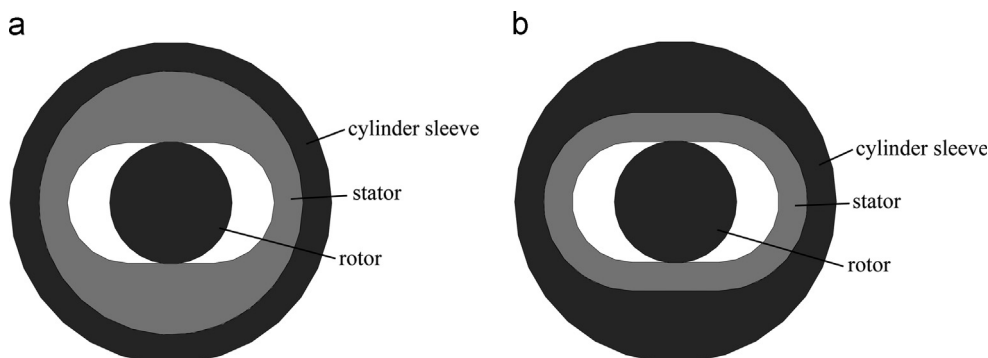 a
cylinder sleeve
stator
rotor
b
cylinder sleeve
stator
rotor